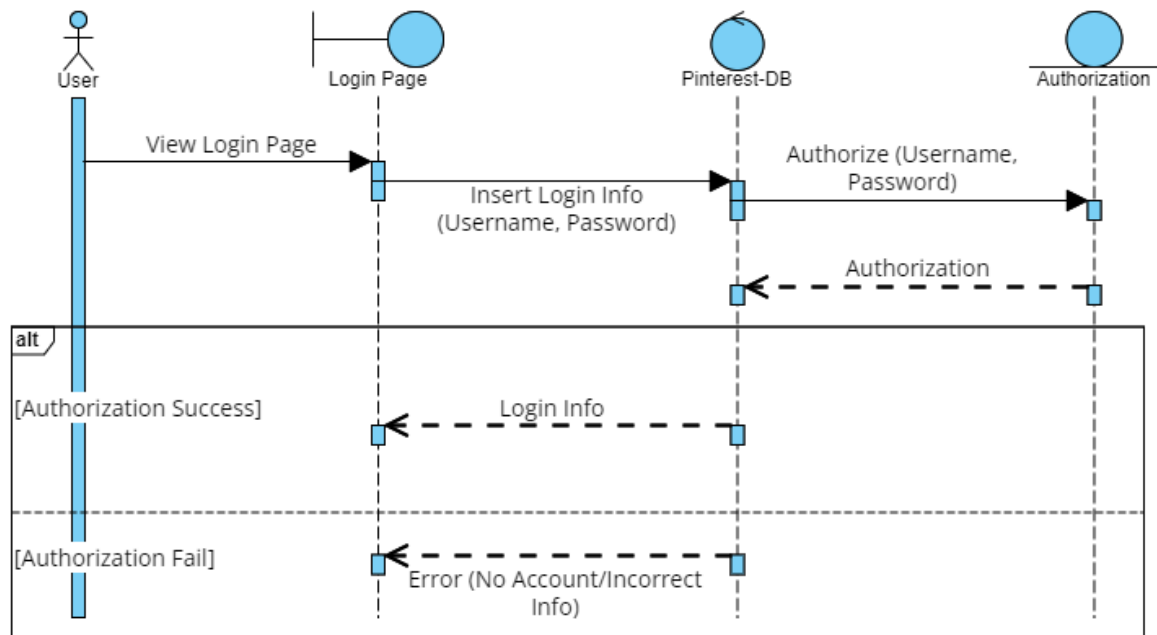 User
Login Page
Pinterest-DB
Authorization
View Login Page
Authorize (Username,
Password)
Insert Login Info
(Username, Password)
Authorization
alt
[Authorization Success]
Login Info
[Authorization Fail]
Error (No Account/Incorrect
Info)